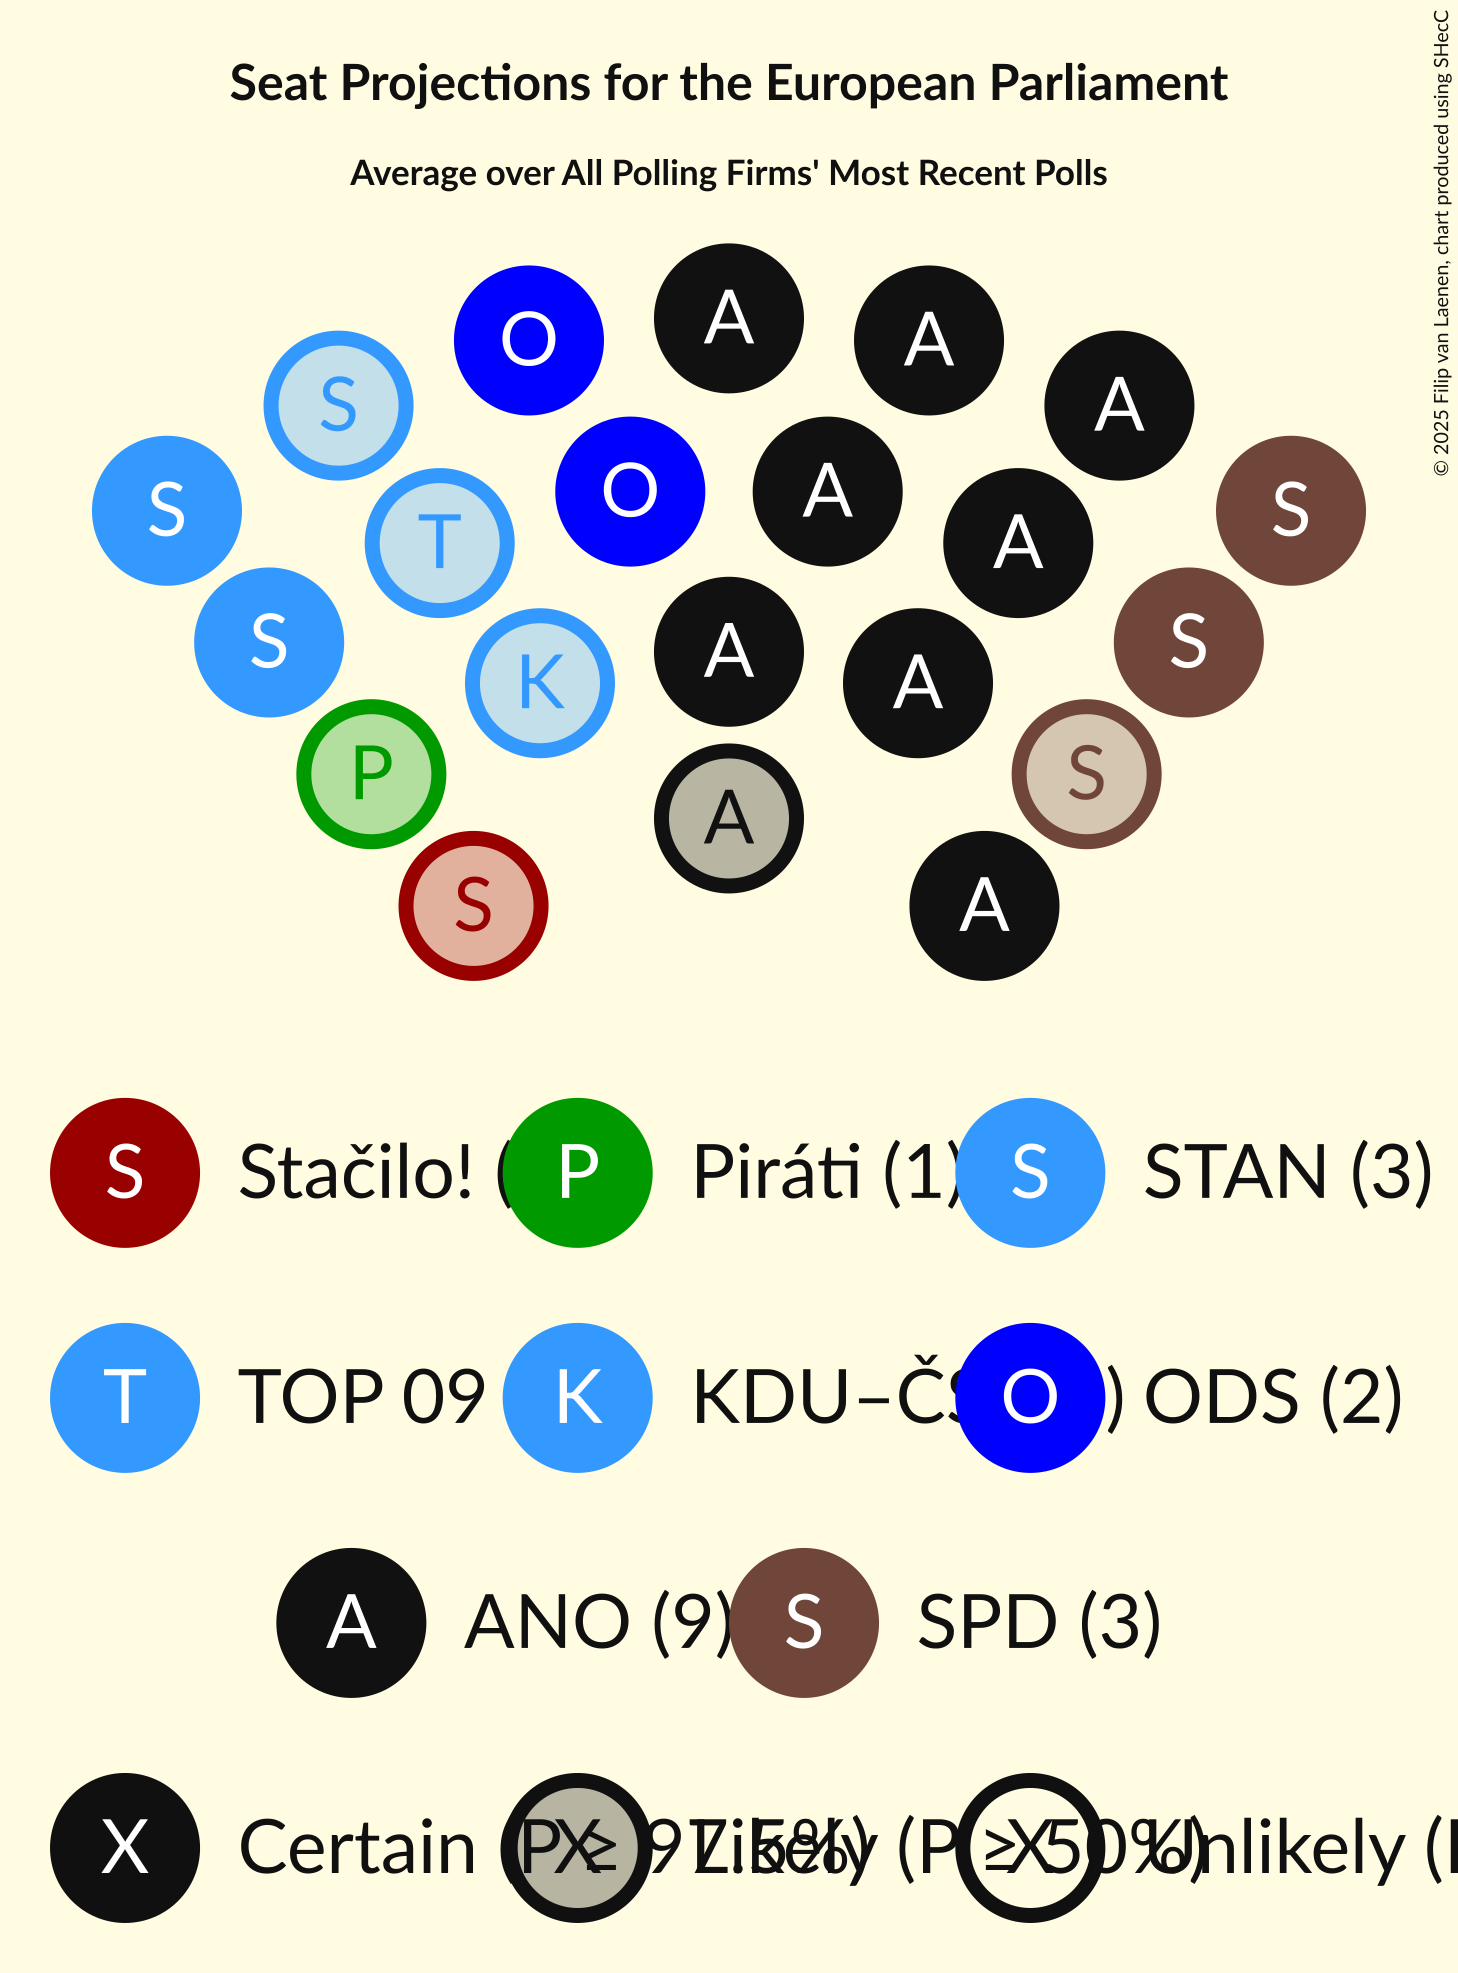 Seat Projections for the European Parliament
Average over All Polling Firms' Most Recent Polls
© 2025 Filip van Laenen, chart produced using SHecC
A
O A
S A
S O A S
T A
S A S
K A
P A S
S A
S Stačilo! ( P Piráti (1) S STAN (3)
T TOP 09 K KDU–ČS O ) ODS (2)
A ANO (9) S SPD (3)
X Certain (P ≥ 97.5%) X Likely (P ≥ 50%) X Unlikely (